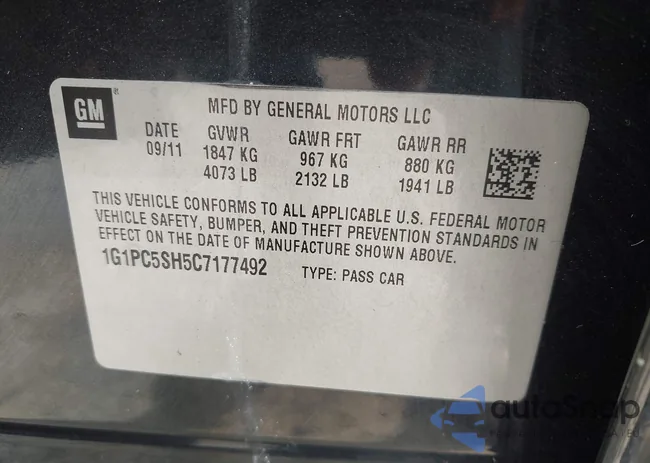 GM ®
MFD BY GENERAL MOTORS LLC
DATE GVWR GAWR FRT GAWR RR
09/11 1847 KG 967 KG 880 KG
4073 LB 2132 LB 1941 LB
THIS VEHICLE CONFORMS TO ALL APPLICABLE U.S. FEDERAL MOTOR
VEHICLE SAFETY, BUMPER, AND THEFT PREVENTION STANDARDS IN
EFFECT ON THE DATE OF MANUFACTURE SHOWN ABOVE.
1G1PC5SH5C7177492 TYPE: PASS CAR
autoSnap